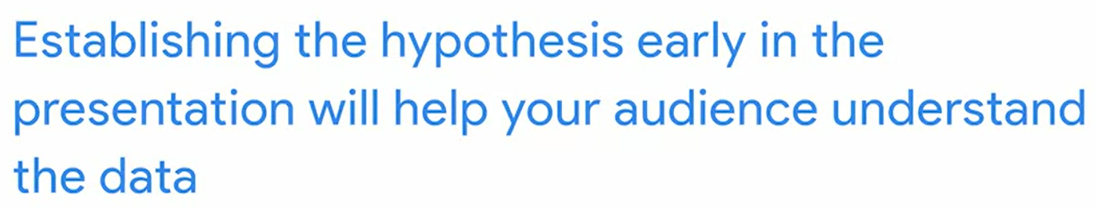 Establishing the hypothesis early in the
presentation will help your audience understand
the data